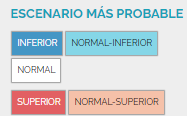 ESCENARIO MÁS PROBABLE
INFERIOR NORMAL-INFERIOR
NORMAL
SUPERIOR NORMAL-SUPERIOR